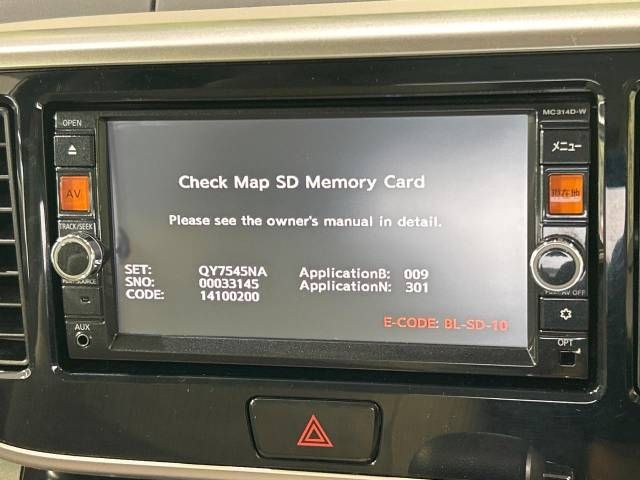 OPEN
MC314D-W
メニュー
AV
現在地
TRACK/SEEK
Check Map SD Memory Card
Please see the owner's manual in detail.
SET: QY7545NA ApplicationB: 009
SNO: 00033145 ApplicationN: 301
CODE: 14100200
E-CODE: BL-SD-10
AUX
OPT